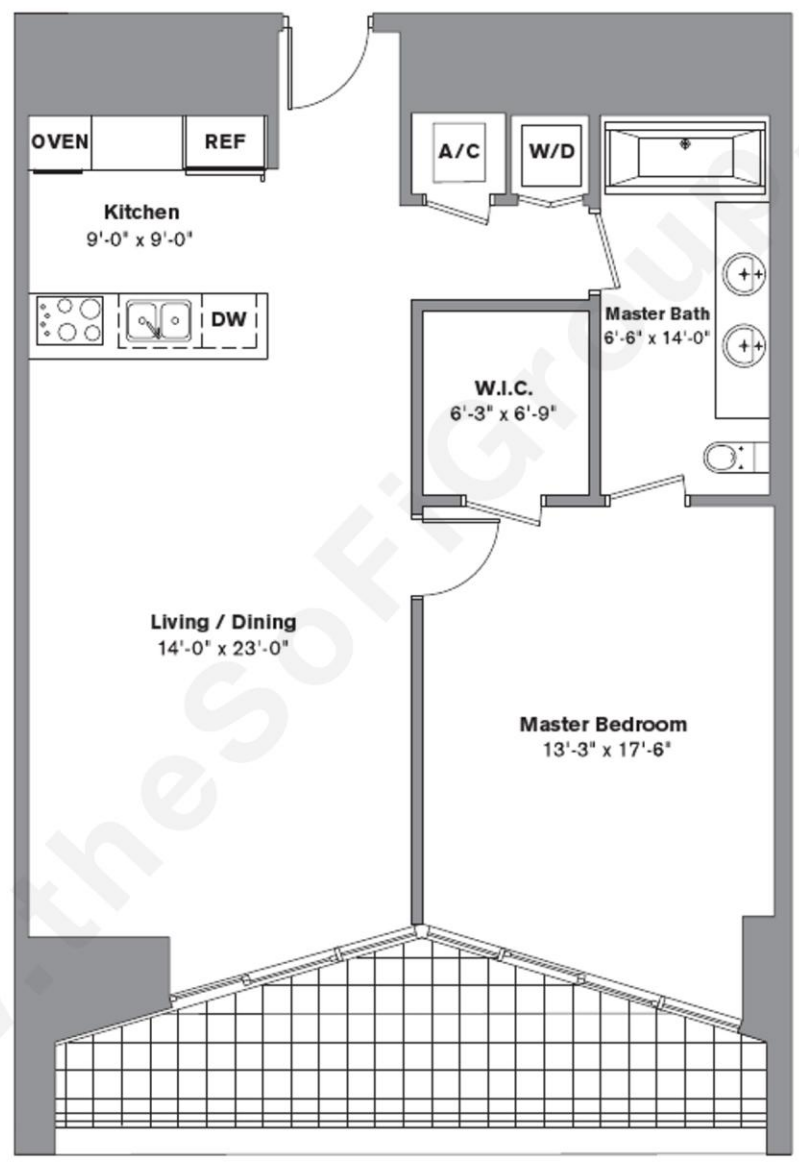 OVEN
REF
A/C
W/D
Kitchen
9'-0" x 9'-0"
DW
Master Bath
6'-6" x 14'-0"
W.I.C.
6'-3" x 6'-9"
Living / Dining
14'-0" x 23'-0"
Master Bedroom
13'-3" x 17'-6"
.theSoFiGroup.